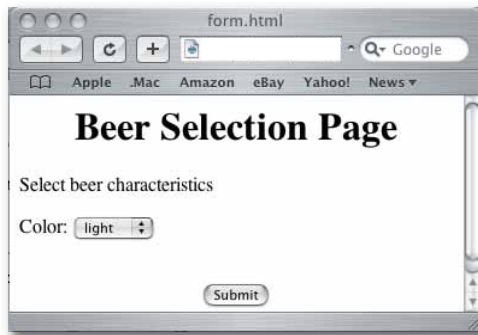 form.html
Google
Apple .Mac Amazon eBay Yahoo! News
Beer Selection Page
Select beer characteristics
Color: light
Submit